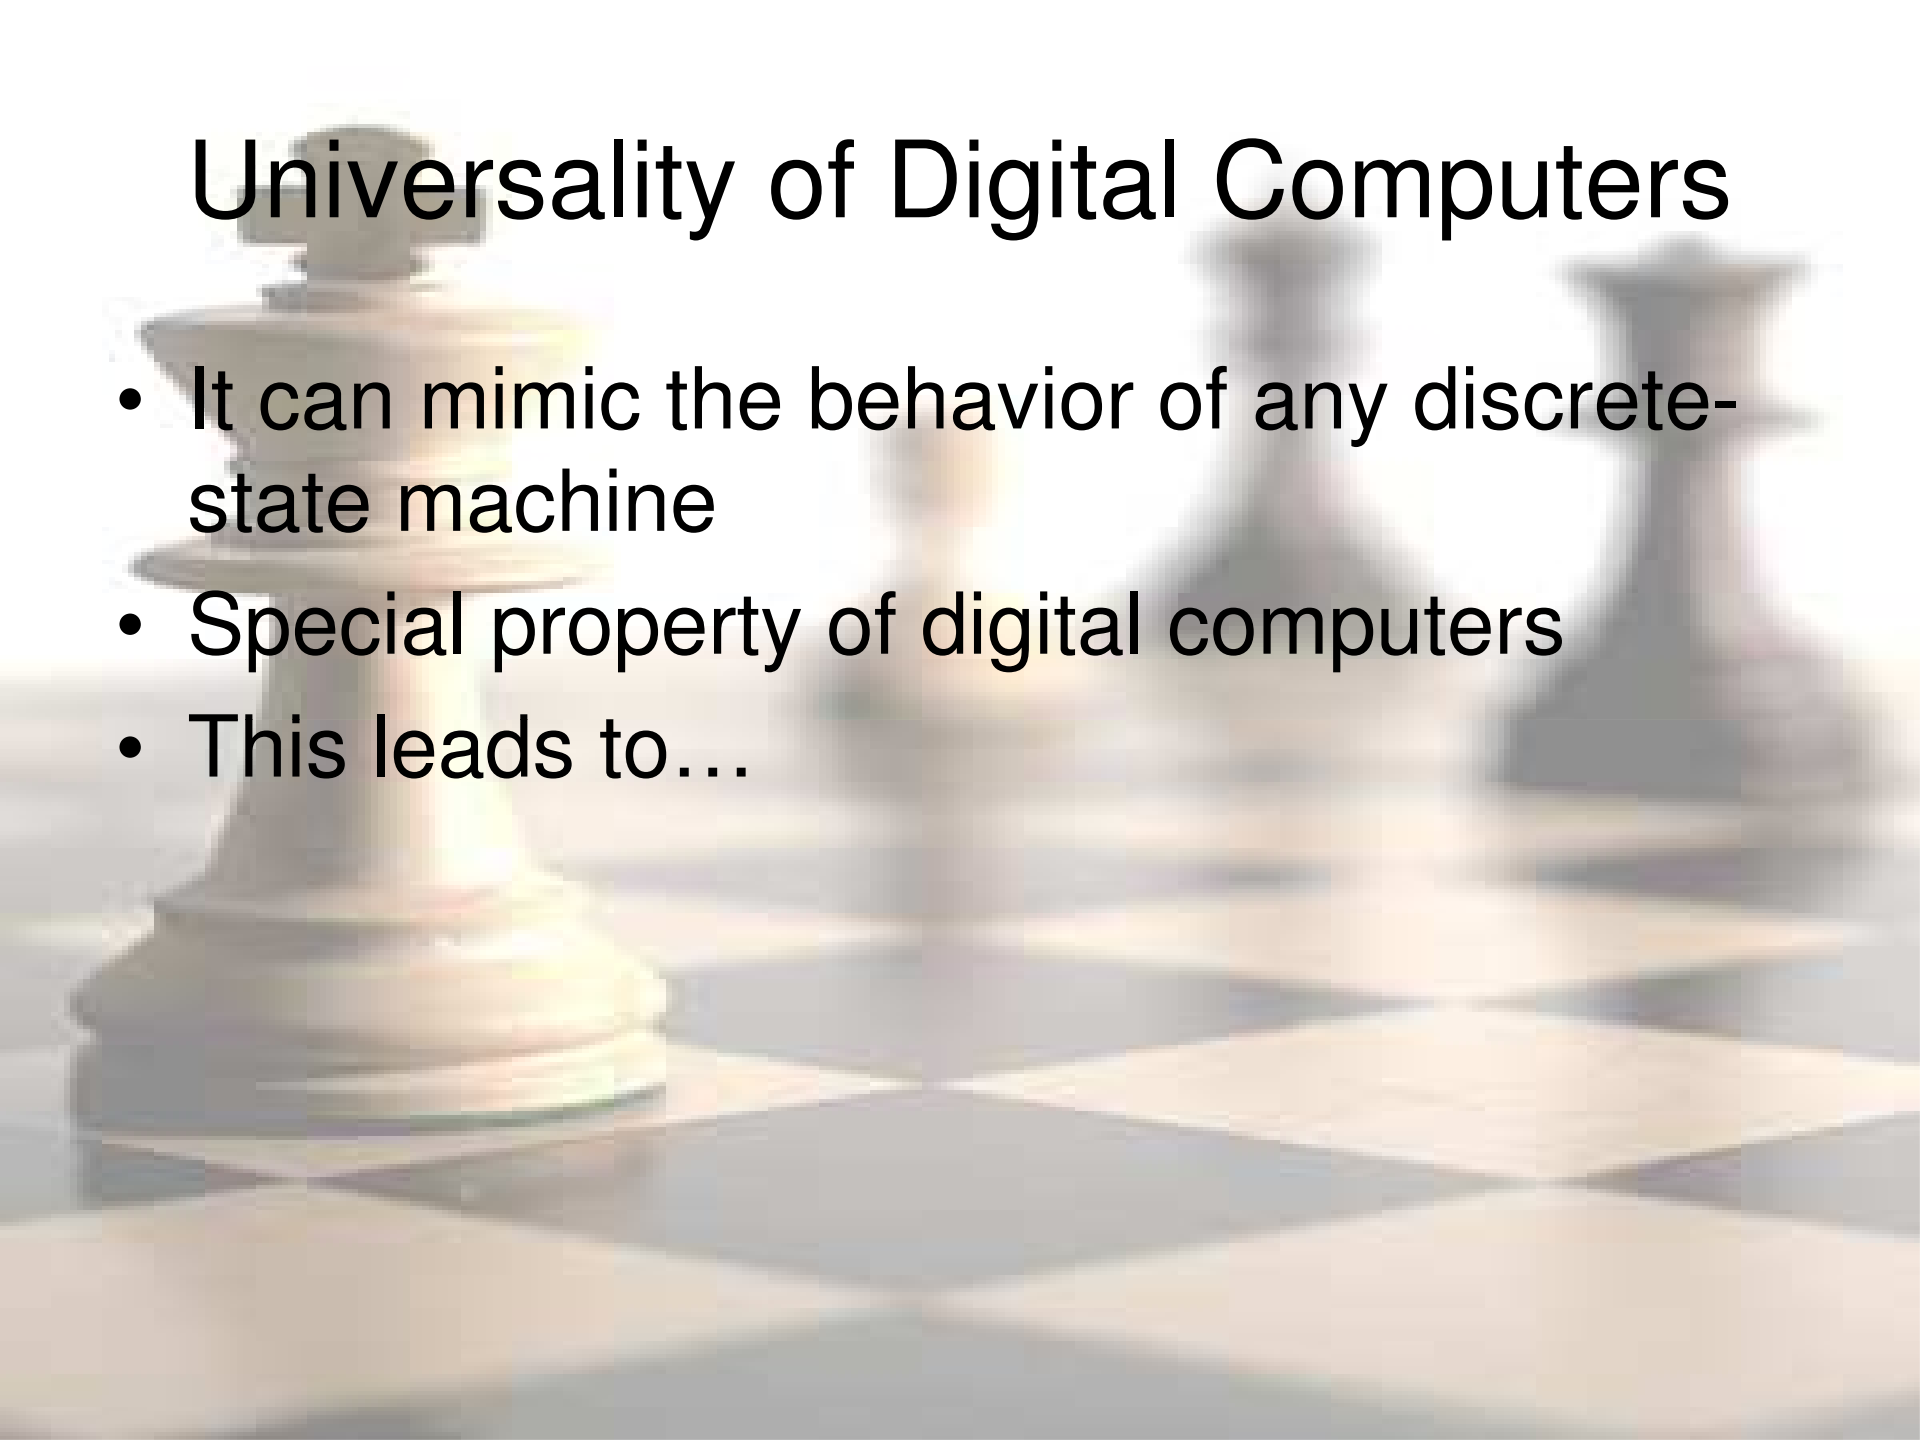 Universality of Digital Computers
• It can mimic the behavior of any discrete-
state machine
• Special property of digital computers
• This leads to…